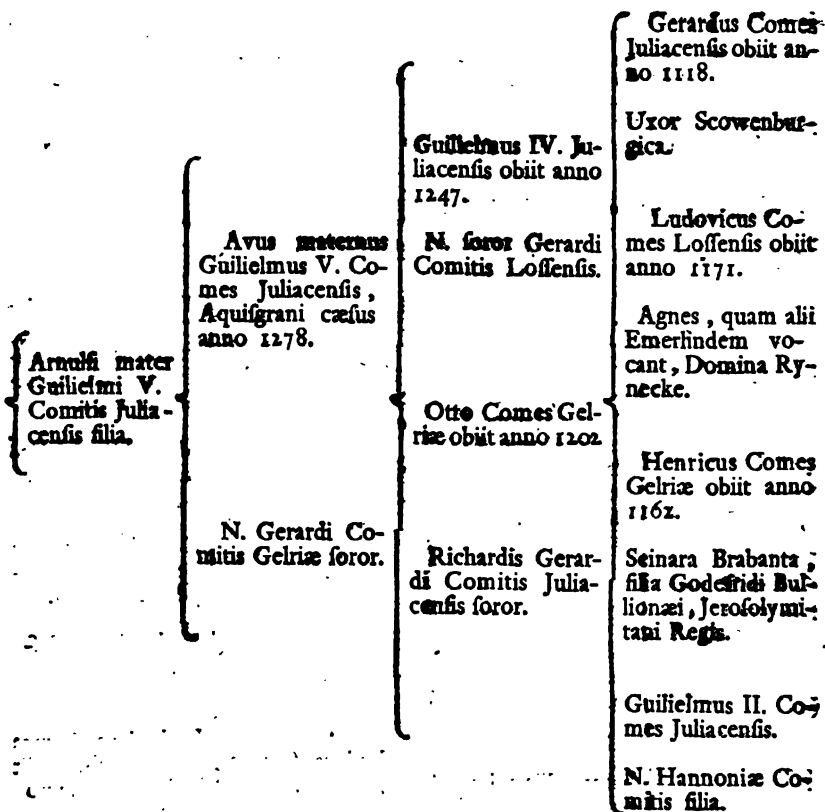 Arnulfi mater
Guilielmi V.
Comitis Julia-
censis filia.
Avus maternus
Guilielmus V. Co-
mes Juliacensis,
Aquisgrani cæsus
anno 1278.
N. Gerardi Co-
mitis Gelriæ soror.
Guilielmus IV. Ju-
liacensis obiit anno
1247.
N. soror Gerardi
Comitis Lossensis.
Otto Comes Gel-
riæ obiit anno 1202
Richardis Gerar-
di Comitis Julia-
censis soror.
Gerardus Comes
Juliacensis obiit an-
no 1118.
Uxor Scowenbur-
gica.
Ludovicus Co-
mes Lossensis obiit
anno 1171.
Agnes, quam alii
Emerlindem vo-
cant, Domina Ry-
necke.
Henricus Comes
Gelriæ obiit anno
1162.
Seinara Brabanta,
filia Godefridi Bul-
lionæi, Jerosolymi-
tani Regis.
Guilielmus II. Co-
mes Juliacensis.
N. Hannoniæ Co-
mitis filia.